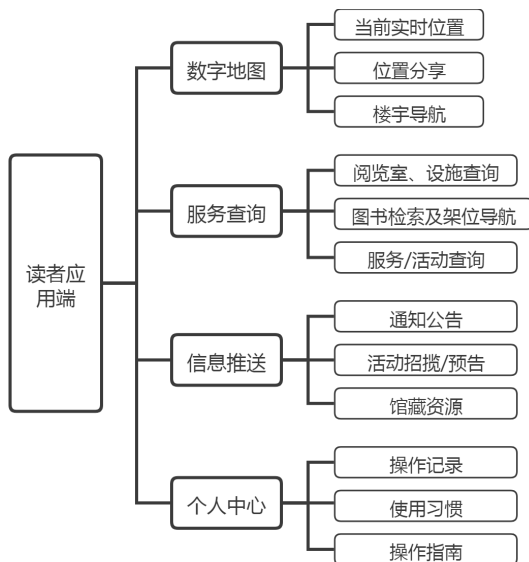 读者应
用端
数字地图
当前实时位置
位置分享
楼宇导航
服务查询
阅览室、设施查询
图书检索及架位导航
服务/活动查询
信息推送
通知公告
活动招揽/预告
馆藏资源
个人中心
操作记录
使用习惯
操作指南